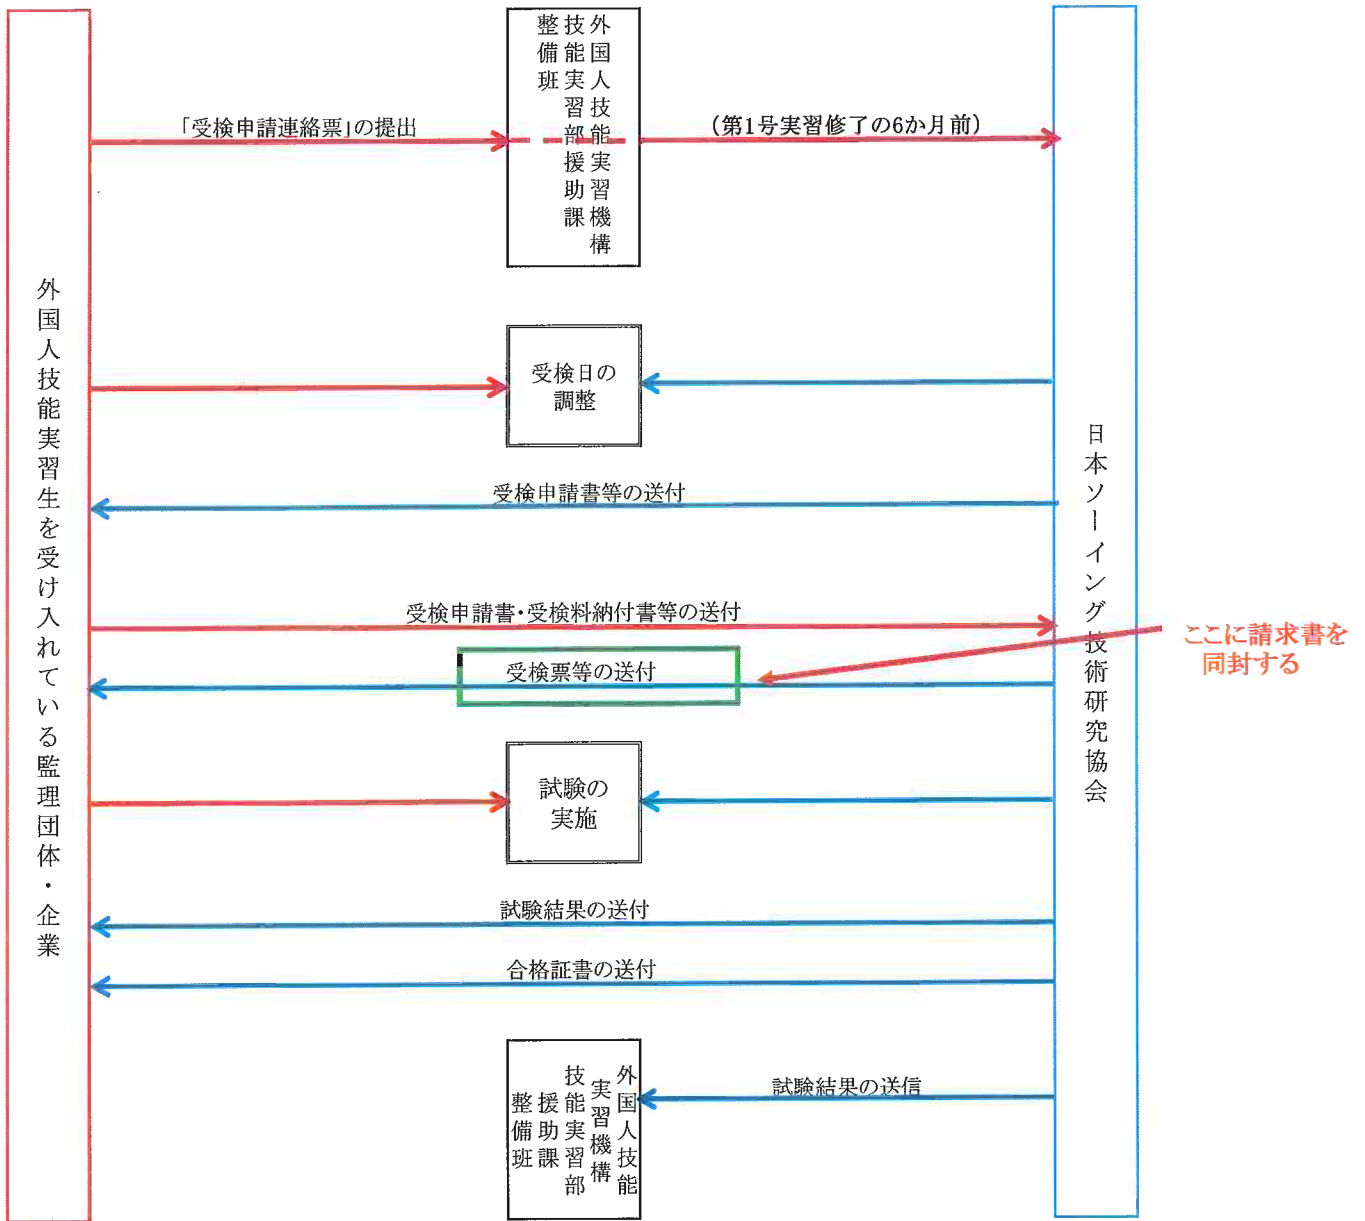 外国人技能実習生を受け入れている監理団体・企業
外国人技能実習機構
技能実習部援助課
整備班
「受検申請連絡票」の提出
(第1号実習修了の6か月前)
受検日の
調整
日本ソーイング技術研究協会
受検申請書等の送付
受検申請書・受検料納付書等の送付
ここに請求書を
同封する
受検票等の送付
試験の
実施
試験結果の送付
合格証書の送付
外国人技能
実習機構
技能実習部
援助課
整備班
試験結果の送信